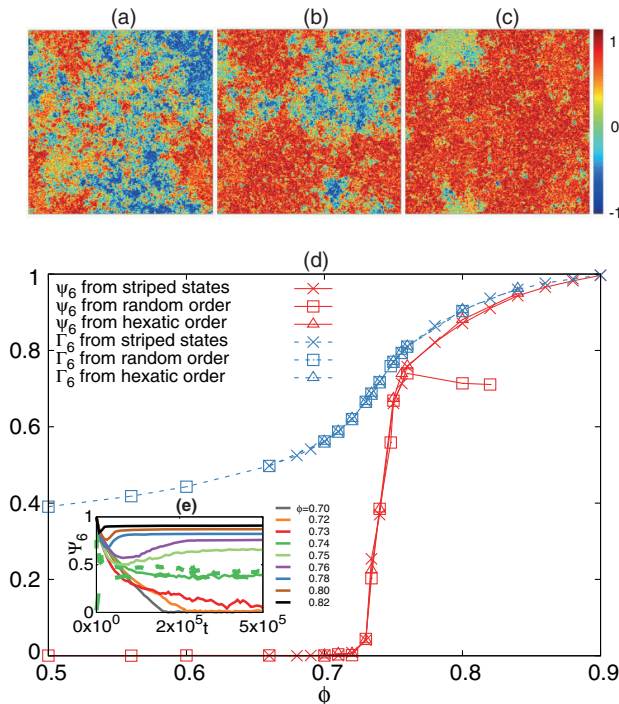 (a) (b) (c)
1
0
-1
(d)
1
0.8
0.6
0.4
0.2
0
ψ6 from striped states
ψ6 from random order
ψ6 from hexatic order
Γ6 from striped states
Γ6 from random order
Γ6 from hexatic order
(e)
1
0.5
0
Ψ6
0x10^0 2x10^5 t 5x10^5
ϕ=0.70
0.72
0.73
0.74
0.75
0.76
0.78
0.80
0.82
0.5 0.6 0.7 0.8 0.9
ϕ